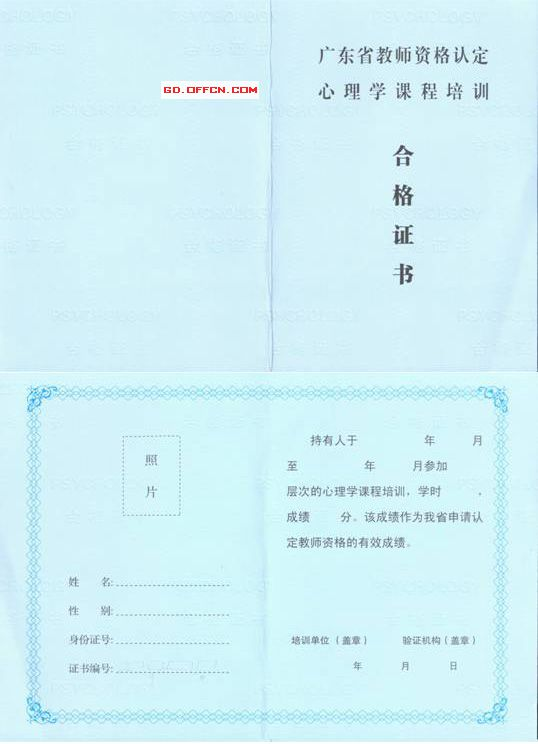 广东省教师资格认定
心理学课程培训
GD.OFFCN.COM
合
格
证
书
PSYCHOLOGY
PSYCHOLOGY
PSYCHOLOGY
PSYCHOLOGY
照
片
持有人于 年 月
至 年 月参加
层次的心理学课程培训，学时 ，
成绩 分。该成绩作为我省申请认
定教师资格的有效成绩。
姓 名:
性 别:
身份证号:
证书编号:
培训单位（盖章） 验证机构（盖章）
年 月 日